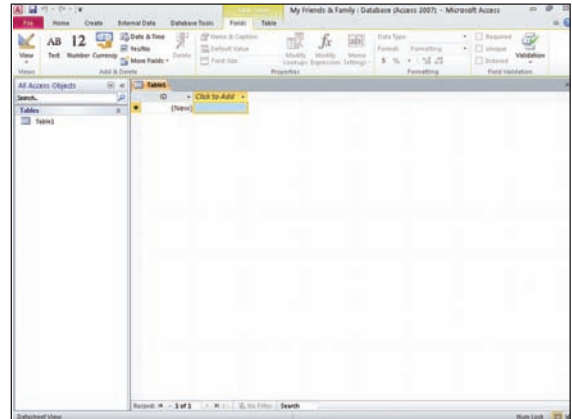 My Friends & Family : Database (Access 2007) - Microsoft Access
File Home Create External Data Database Tools Fields Table
View Text Number Currency
AB 12
Date & Time
Yes/No
More Fields
Delete
Name & Caption
Default Value
Field Size
Modify Lookups
Modify Expression
Memo Settings
Data Type:
Format: Formatting
$ %
Required
Unique
Indexed
Validation
Views Add & Delete Properties Formatting Field Validation
All Access Objects
Search..
Tables
Table1
Table1
ID Click to Add
(New)
Record: 1 of 1 No Filter Search
Datasheet View Num Lock